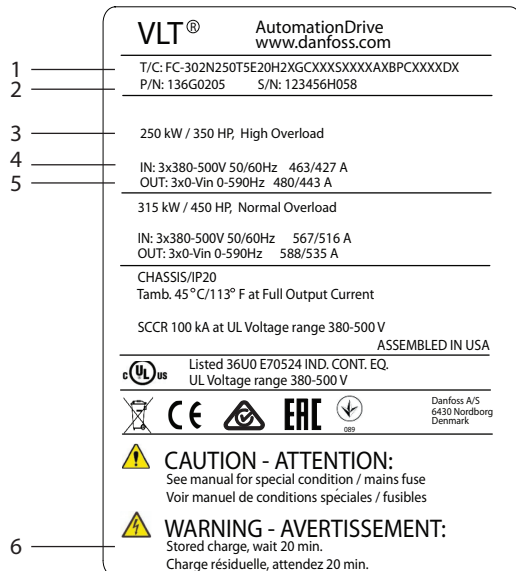 VLT® AutomationDrive
www.danfoss.com
1 T/C: FC-302N250T5E20H2XGCXXXSXXXXAXBPCXXXXDX
2 P/N: 136G0205 S/N: 123456H058
3 250 kW / 350 HP, High Overload
4 IN: 3x380-500V 50/60Hz 463/427 A
5 OUT: 3x0-Vin 0-590Hz 480/443 A
315 kW / 450 HP, Normal Overload
IN: 3x380-500V 50/60Hz 567/516 A
OUT: 3x0-Vin 0-590Hz 588/535 A
CHASSIS/IP20
Tamb. 45°C/113° F at Full Output Current
SCCR 100 kA at UL Voltage range 380-500 V
ASSEMBLED IN USA
c UL us Listed 36U0 E70524 IND. CONT. EQ.
UL Voltage range 380-500 V
CE EAC 089
Danfoss A/S
6430 Nordborg
Denmark
CAUTION - ATTENTION:
See manual for special condition / mains fuse
Voir manuel de conditions spéciales / fusibles
WARNING - AVERTISSEMENT:
6 Stored charge, wait 20 min.
Charge résiduelle, attendez 20 min.